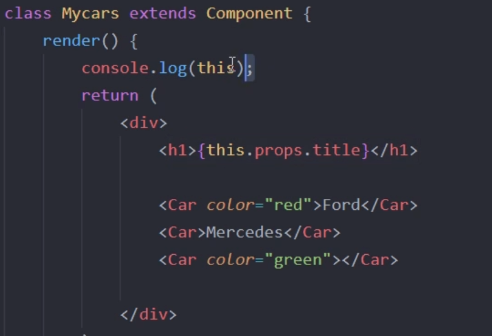 class Mycars extends Component {
render() {
console.log(this);
return (
<div>
<h1>{this.props.title}</h1>
<Car color="red">Ford</Car>
<Car>Mercedes</Car>
<Car color="green"></Car>
</div>